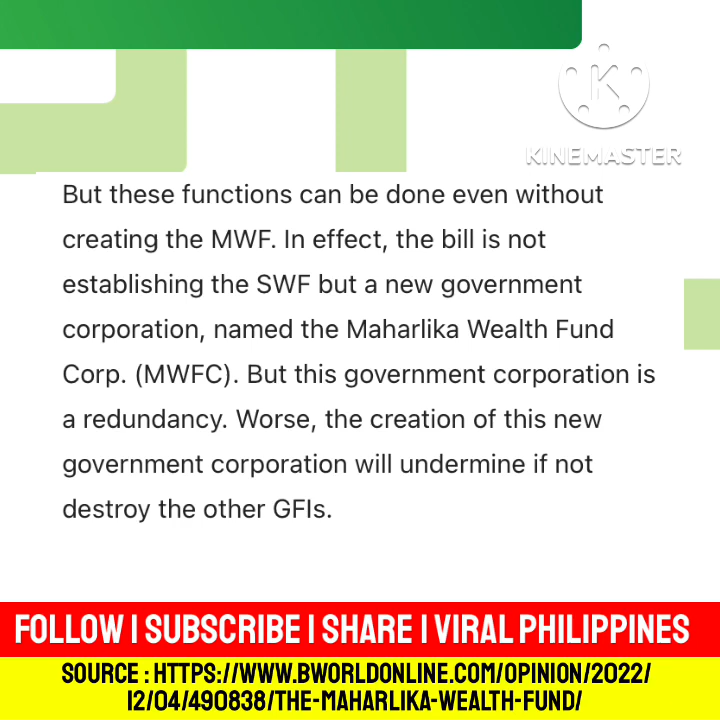 KINEMASTER
But these functions can be done even without
creating the MWF. In effect, the bill is not
establishing the SWF but a new government
corporation, named the Maharlika Wealth Fund
Corp. (MWFC). But this government corporation is
a redundancy. Worse, the creation of this new
government corporation will undermine if not
destroy the other GFIs.
FOLLOW | SUBSCRIBE | SHARE | VIRAL PHILIPPINES
SOURCE : HTTPS://WWW.BWORLDONLINE.COM/OPINION/2022/
12/04/490838/THE-MAHARLIKA-WEALTH-FUND/